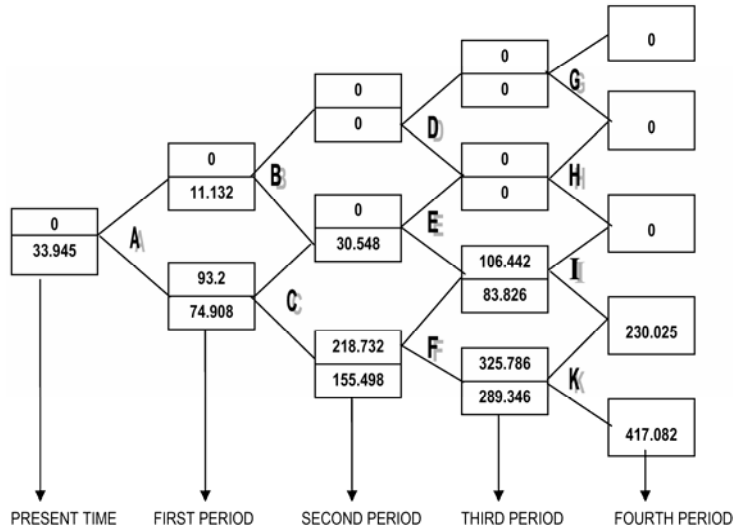 0
0
0
0
G
0
0
0
D
0
0
0
B
H
11.132
0
0
0
E
0
33.945
A
30.548
106.442
I
93.2
83.826
74.908
C
218.732
F
325.786
230.025
155.498
K
289.346
417.082
PRESENT TIME FIRST PERIOD SECOND PERIOD THIRD PERIOD FOURTH PERIOD